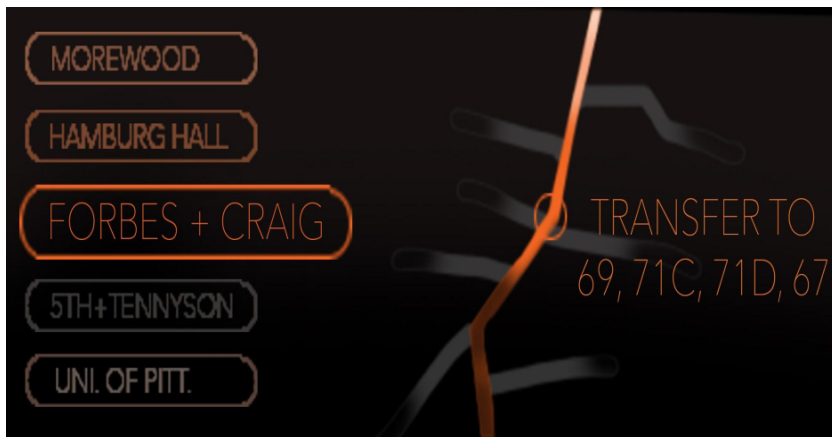 MOREWOOD
HAMBURG HALL
FORBES + CRAIG
5TH+TENNYSON
UNI. OF PITT.
TRANSFER TO
69, 71C, 71D, 67